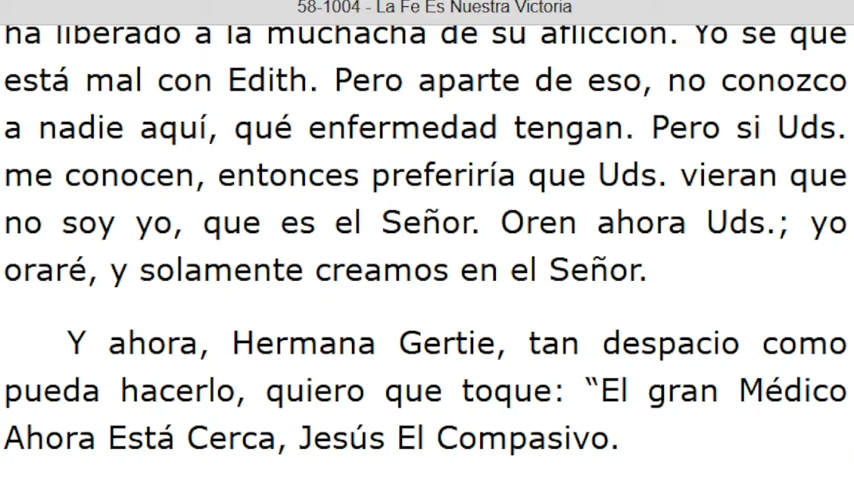 58-1004 - La Fe Es Nuestra Victoria
ha liberado a la muchacha de su aflicción. Yo sé que
está mal con Edith. Pero aparte de eso, no conozco
a nadie aquí, qué enfermedad tengan. Pero si Uds.
me conocen, entonces preferiría que Uds. vieran que
no soy yo, que es el Señor. Oren ahora Uds.; yo
oraré, y solamente creamos en el Señor.
Y ahora, Hermana Gertie, tan despacio como
pueda hacerlo, quiero que toque: “El gran Médico
Ahora Está Cerca, Jesús El Compasivo.